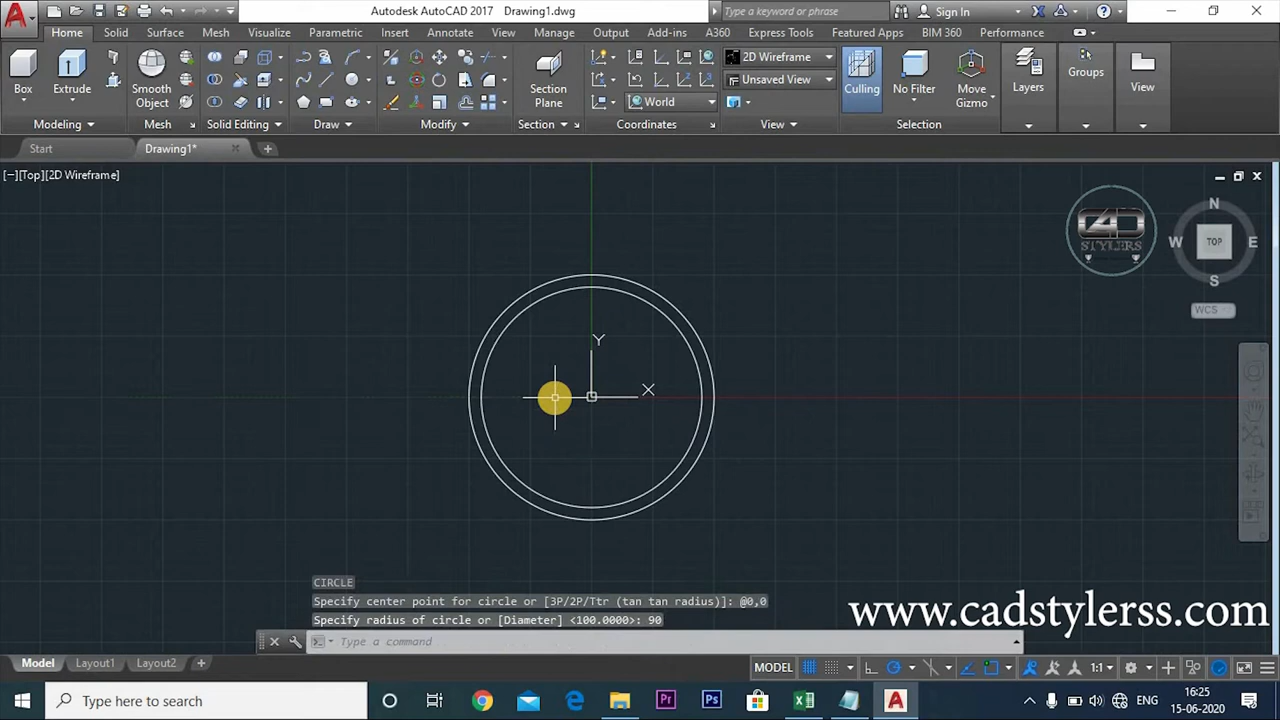 Autodesk AutoCAD 2017 Drawing1.dwg
Type a keyword or phrase
Sign In
Home Solid Surface Mesh Visualize Parametric Insert Annotate View Manage Output Add-ins A360 Express Tools Featured Apps BIM 360 Performance
Box
Extrude
Smooth
Object
Section
Plane
World
2D Wireframe
Unsaved View
Culling
No Filter
Move
Gizmo
Layers
Groups
View
Modeling Mesh Solid Editing Draw Modify Section Coordinates View Selection
Start Drawing1*
[−][Top][2D Wireframe]
CAD
STYLERS
N
W TOP E
S
WCS
Y
X
CIRCLE
Specify center point for circle or [3P/2P/Ttr (tan tan radius)]: @0,0
Specify radius of circle or [Diameter] <100.0000>: 90
Type a command
www.cadstylerss.com
Model Layout1 Layout2
MODEL
1:1
Type here to search
Pr
Ps
ENG
16:25
15-06-2020